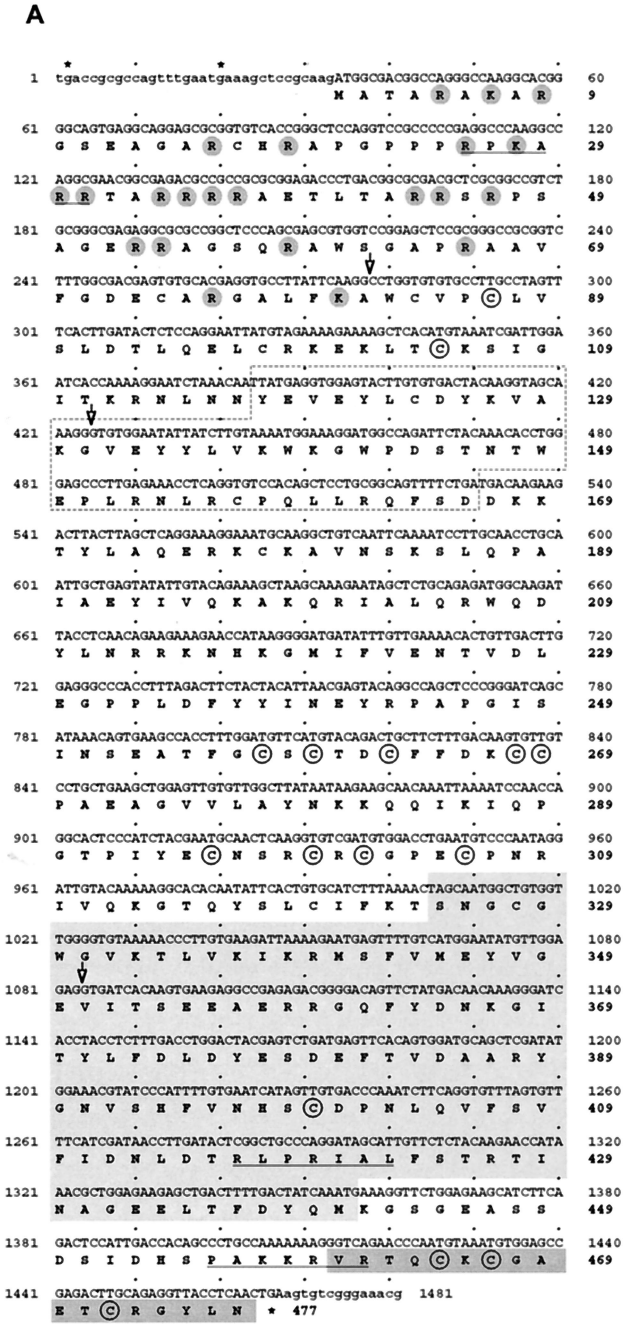 A
* *
1 tgaccgcgccagtttgaatgaaagctccgcaagATGGCGACGGCCAGGGCCAAGGCACGG 60
M A T A R A K A R 9
61 GGCAGTGAGGCAGGAGCGCGGTGTCACCGGGCTCCAGGTCCGCCCCCGAGGCCCAAGGCC 120
G S E A G A R C H R A P G P P P R P K A 29
121 AGGCGAACGGCGAGACGCCGCCGCGCGGAGACCCTGACGGCGCGACGCTCGCGGCCGTCT 180
R R T A R R R R A E T L T A R R S R P S 49
181 GCGGGCGAGAGGCGCGCCGGCTCCCAGCGAGCGTGGTCCGGAGCTCCGCGGGCCGCGGTC 240
A G E R R A G S Q R A W S G A P R A A V 69
241 TTTGGCGACGAGTGTGCACGAGGTGCCTTATTCAAGGCCTGGTGTGTGCCTTGCCTAGTT 300
F G D E C A R G A L F K A W C V P C L V 89
301 TCACTTGATACTCTCCAGGAATTATGTAGAAAAGAAAAGCTCACATGTAAATCGATTGGA 360
S L D T L Q E L C R K E K L T C K S I G 109
361 ATCACCAAAAGGAATCTAAACAATTATGAGGTGGAGTACTTGTGTGACTACAAGGTAGCA 420
I T K R N L N N Y E V E Y L C D Y K V A 129
421 AAGGGTGTGGAATATTATCTTGTAAAATGGAAAGGATGGCCAGATTCTACAAACACCTGG 480
K G V E Y Y L V K W K G W P D S T N T W 149
481 GAGCCCTTGAGAAACCTCAGGTGTCCACAGCTCCTGCGGCAGTTTTCTGATGACAAGAAG 540
E P L R N L R C P Q L L R Q F S D D K K 169
541 ACTTACTTAGCTCAGGAAAGGAAATGCAAGGCTGTCAATTCAAAATCCTTGCAACCTGCA 600
T Y L A Q E R K C K A V N S K S L Q P A 189
601 ATTGCTGAGTATATTGTACAGAAAGCTAAGCAAAGAATAGCTCTGCAGAGATGGCAAGAT 660
I A E Y I V Q K A K Q R I A L Q R W Q D 209
661 TACCTCAACAGAAGAAAGAACCATAAGGGGATGATATTTGTTGAAAACACTGTTGACTTG 720
Y L N R R K N H K G M I F V E N T V D L 229
721 GAGGGCCCACCTTTAGACTTCTACTACATTAACGAGTACAGGCCAGCTCCCGGGATCAGC 780
E G P P L D F Y Y I N E Y R P A P G I S 249
781 ATAAACAGTGAAGCCACCTTTGGATGTTCATGTACAGACTGCTTCTTTGACAAGTGTTGT 840
I N S E A T F G C S C T D C F F D K C C 269
841 CCTGCTGAAGCTGGAGTTGTGTTGGCTTATAATAAGAAGCAACAAATTAAAATCCAACCA 900
P A E A G V V L A Y N K K Q Q I K I Q P 289
901 GGCACTCCCATCTACGAATGCAACTCAAGGTGTCGATGTGGACCTGAATGTCCCAATAGG 960
G T P I Y E C N S R C R C G P E C P N R 309
961 ATTGTACAAAAAGGCACACAATATTCACTGTGCATCTTTAAAACTAGCAATGGCTGTGGT 1020
I V Q K G T Q Y S L C I F K T S N G C G 329
1021 TGGGGTGTAAAAACCCTTGTGAAGATTAAAAGAATGAGTTTTGTCATGGAATATGTTGGA 1080
W G V K T L V K I K R M S F V M E Y V G 349
1081 GAGGTGATCACAAGTGAAGAGGCCGAGAGACGGGGACAGTTCTATGACAACAAAGGGATC 1140
E V I T S E E A E R R G Q F Y D N K G I 369
1141 ACCTACCTCTTTGACCTGGACTACGAGTCTGATGAGTTCACAGTGGATGCAGCTCGATAT 1200
T Y L F D L D Y E S D E F T V D A A R Y 389
1201 GGAAACGTATCCCATTTTGTGAATCATAGTTGTGACCCAAATCTTCAGGTGTTTAGTGTT 1260
G N V S H F V N H S C D P N L Q V F S V 409
1261 TTCATCGATAACCTTGATACTCGGCTGCCCAGGATAGCATTGTTCTCTACAAGAACCATA 1320
F I D N L D T R L P R I A L F S T R T I 429
1321 AACGCTGGAGAAGAGCTGACTTTTGACTATCAAATGAAAGGTTCTGGAGAAGCATCTTCA 1380
N A G E E L T F D Y Q M K G S G E A S S 449
1381 GACTCCATTGACCACAGCCCTGCCAAAAAAAGGGTCAGAACCCAATGTAAATGTGGAGCC 1440
D S I D H S P A K K R V R T Q C K C G A 469
1441 GAGACTTGCAGAGGTTACCTCAACTGAagtgtcgggaaacg 1481
E T C R G Y L N * 477